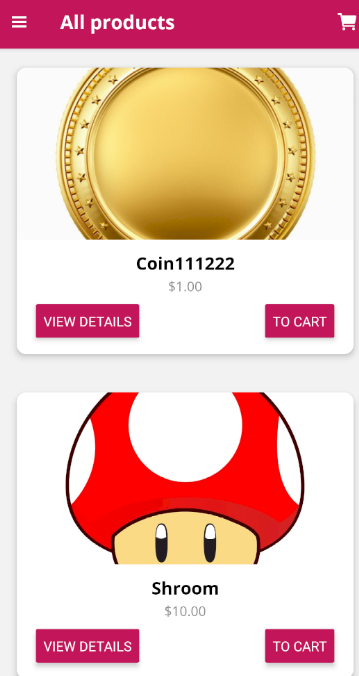 All products
Coin111222
$1.00
VIEW DETAILS TO CART
Shroom
$10.00
VIEW DETAILS TO CART